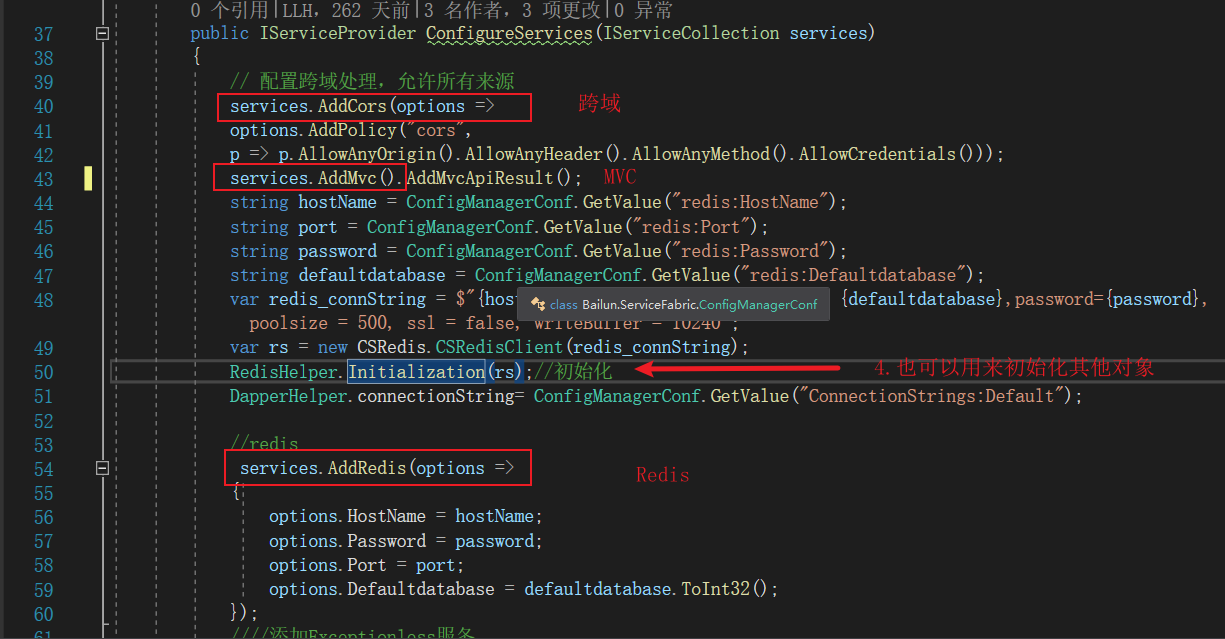 0 个引用|LLH, 262 天前|3 名作者, 3 项更改|0 异常
37 public IServiceProvider ConfigureServices(IServiceCollection services)
38 {
39 // 配置跨域处理, 允许所有来源
40 services.AddCors(options => 跨域
41 options.AddPolicy("cors",
42 p => p.AllowAnyOrigin().AllowAnyHeader().AllowAnyMethod().AllowCredentials()));
43 services.AddMvc().AddMvcApiResult(); MVC
44 string hostName = ConfigManagerConf.GetValue("redis:HostName");
45 string port = ConfigManagerConf.GetValue("redis:Port");
46 string password = ConfigManagerConf.GetValue("redis:Password");
47 string defaultdatabase = ConfigManagerConf.GetValue("redis:Defaultdatabase");
48 var redis_connString = $"{host class Bailun.ServiceFabric.ConfigManagerConf {defaultdatabase},password={password},
poolsize = 500, ssl = false, writeBuffer = 10240";
49 var rs = new CSRedis.CSRedisClient(redis_connString);
50 RedisHelper.Initialization(rs);//初始化 4.也可以用来初始化其他对象
51 DapperHelper.connectionString= ConfigManagerConf.GetValue("ConnectionStrings:Default");
52
53 //redis
54 services.AddRedis(options => Redis
55 {
56 options.HostName = hostName;
57 options.Password = password;
58 options.Port = port;
59 options.Defaultdatabase = defaultdatabase.ToInt32();
60 });
61 ////添加Exceptionless服务